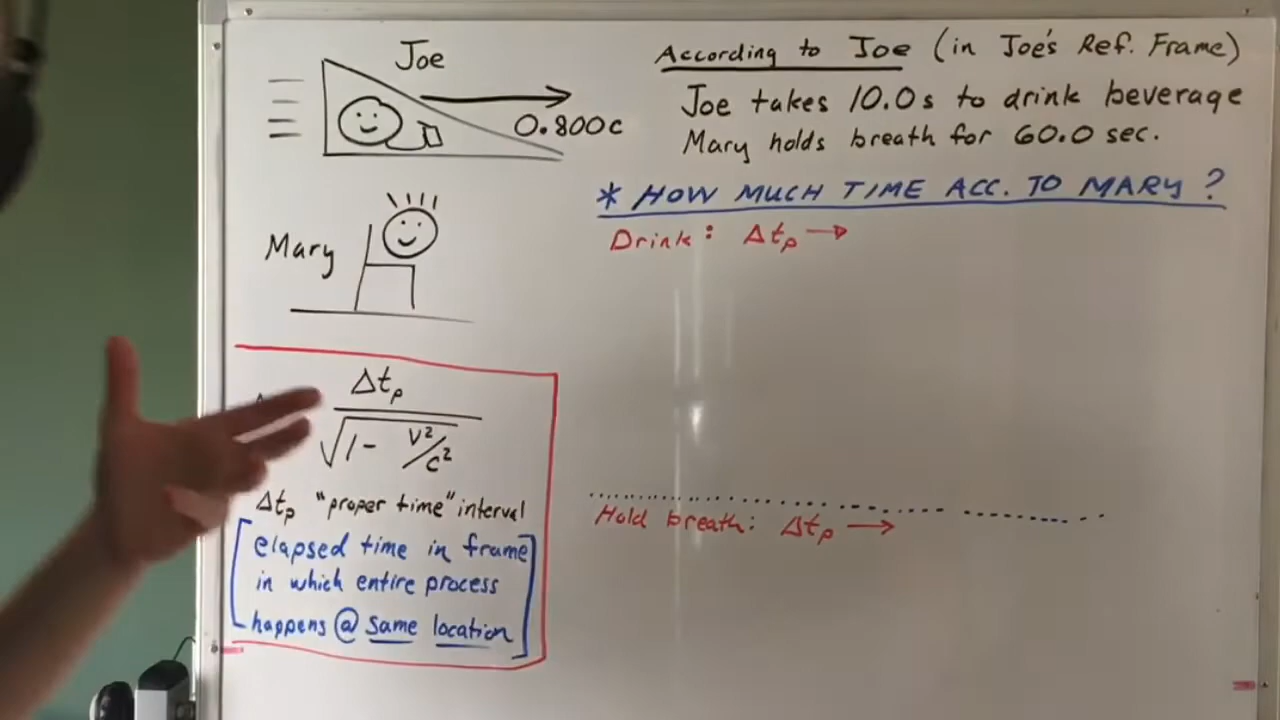 Joe
0.800c
Mary
According to Joe (in Joe's Ref. Frame)
Joe takes 10.0s to drink beverage
Mary holds breath for 60.0 sec.
* HOW MUCH TIME ACC. TO MARY?
Drink: Δtₚ →
Hold breath: Δtₚ →
Δtₚ
√1- v²/c²
Δtₚ "proper time" interval
[elapsed time in frame
in which entire process
happens @ same location]